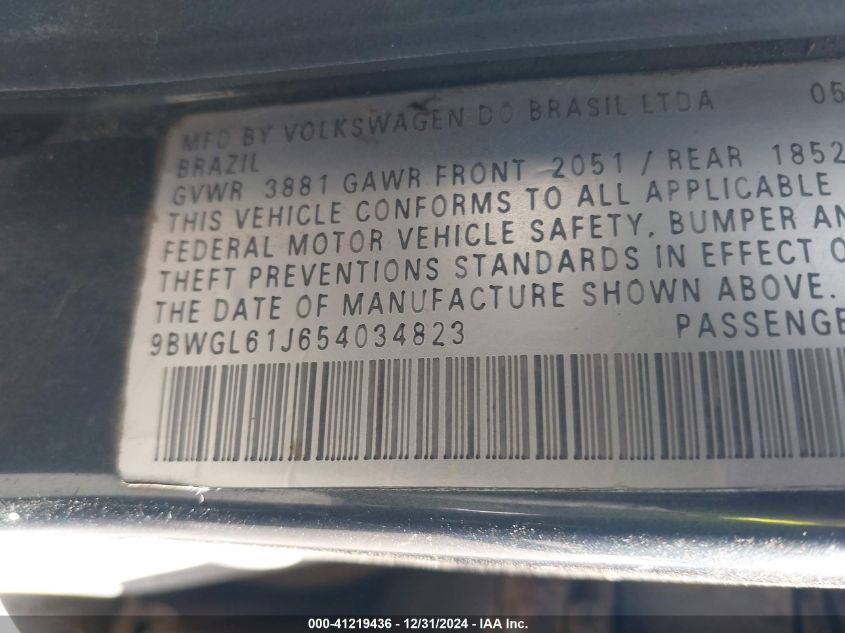 MFD BY VOLKSWAGEN DO BRASIL LTDA 05
BRAZIL
GVWR 3881 GAWR FRONT 2051 / REAR 1852
THIS VEHICLE CONFORMS TO ALL APPLICABLE
FEDERAL MOTOR VEHICLE SAFETY, BUMPER AN
THEFT PREVENTIONS STANDARDS IN EFFECT O
THE DATE OF MANUFACTURE SHOWN ABOVE.
9BWGL61J654034823 PASSENGE
000-41219436 - 12/31/2024 - IAA Inc.